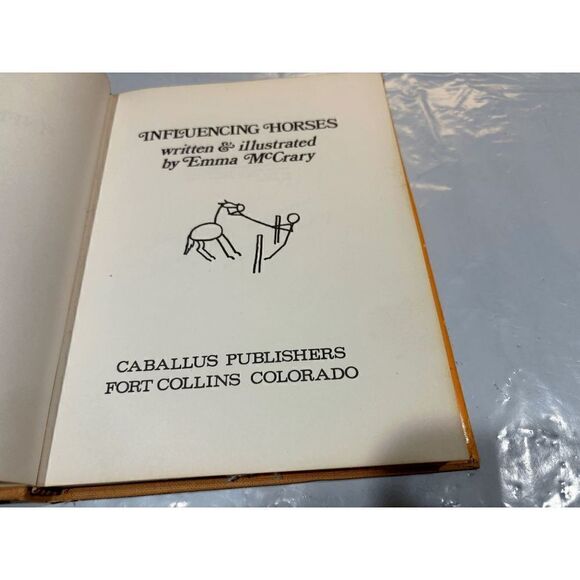 INFLUENCING HORSES
written & illustrated
by Emma McCrary
CABALLUS PUBLISHERS
FORT COLLINS COLORADO